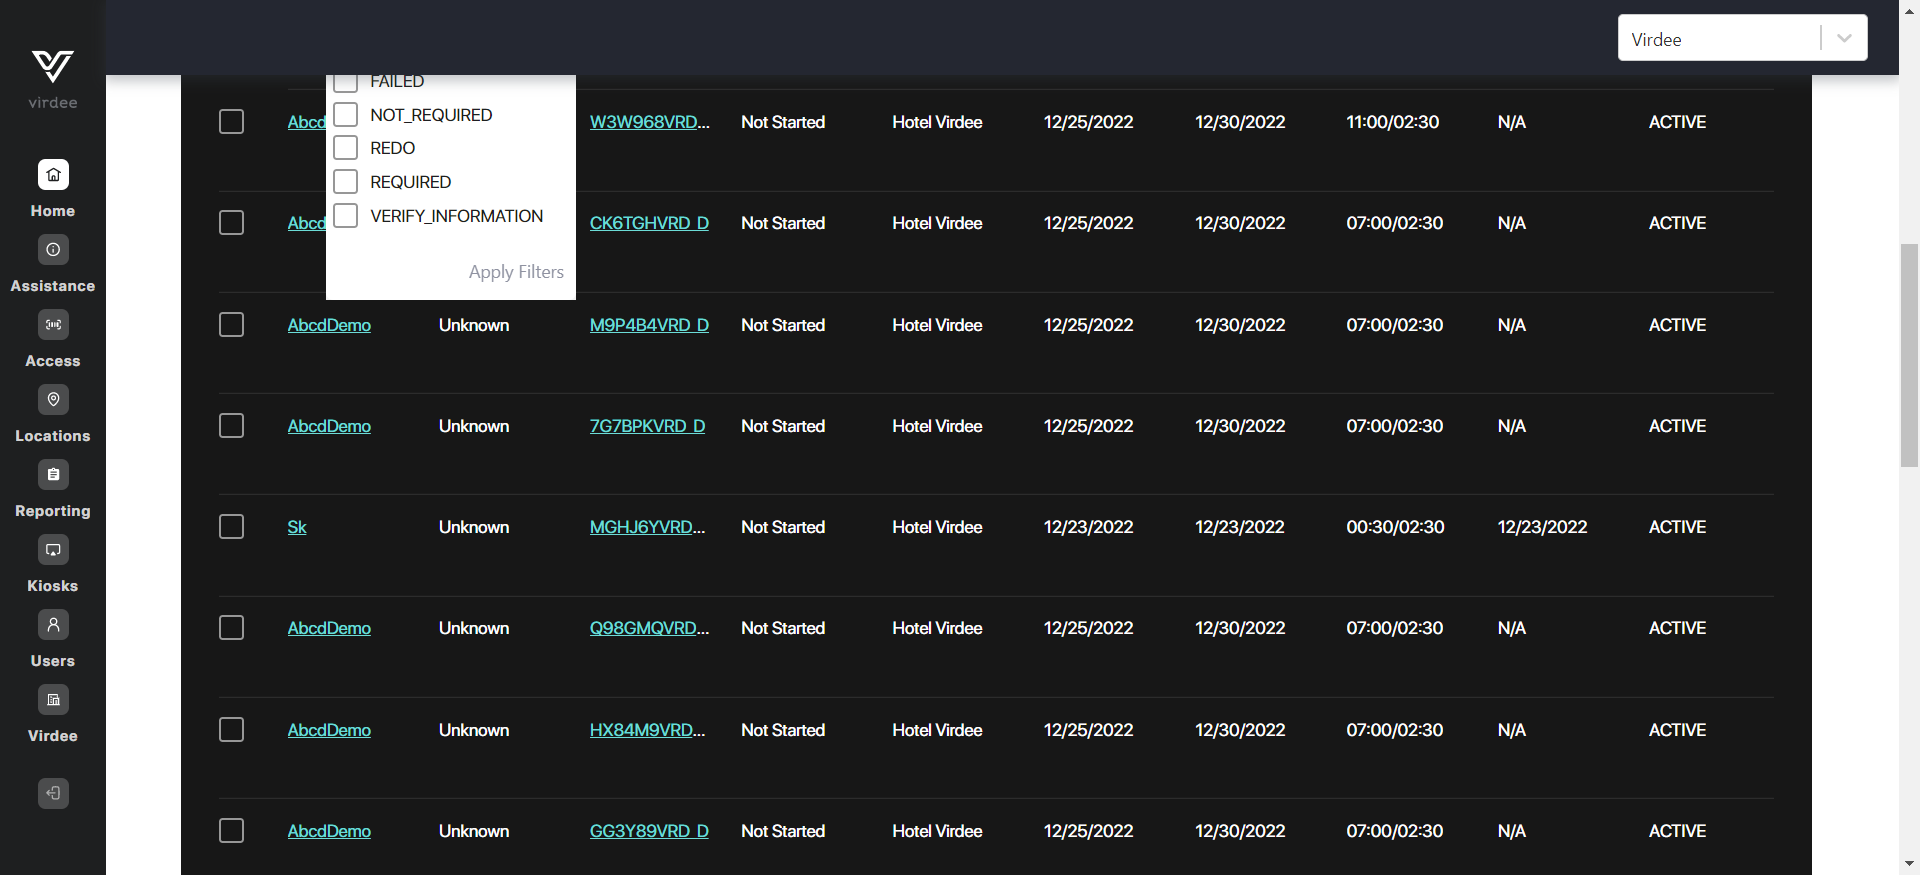 virdee
Home
Assistance
Access
Locations
Reporting
Kiosks
Users
Virdee
Virdee
FAILED
NOT_REQUIRED
REDO
REQUIRED
VERIFY_INFORMATION
Apply Filters
Abcd W3W968VRD... Not Started Hotel Virdee 12/25/2022 12/30/2022 11:00/02:30 N/A ACTIVE
Abcd CK6TGHVRD_D Not Started Hotel Virdee 12/25/2022 12/30/2022 07:00/02:30 N/A ACTIVE
AbcdDemo Unknown M9P4B4VRD_D Not Started Hotel Virdee 12/25/2022 12/30/2022 07:00/02:30 N/A ACTIVE
AbcdDemo Unknown 7G7BPKVRD_D Not Started Hotel Virdee 12/25/2022 12/30/2022 07:00/02:30 N/A ACTIVE
Sk Unknown MGHJ6YVRD... Not Started Hotel Virdee 12/23/2022 12/23/2022 00:30/02:30 12/23/2022 ACTIVE
AbcdDemo Unknown Q98GMQVRD... Not Started Hotel Virdee 12/25/2022 12/30/2022 07:00/02:30 N/A ACTIVE
AbcdDemo Unknown HX84M9VRD... Not Started Hotel Virdee 12/25/2022 12/30/2022 07:00/02:30 N/A ACTIVE
AbcdDemo Unknown GG3Y89VRD_D Not Started Hotel Virdee 12/25/2022 12/30/2022 07:00/02:30 N/A ACTIVE